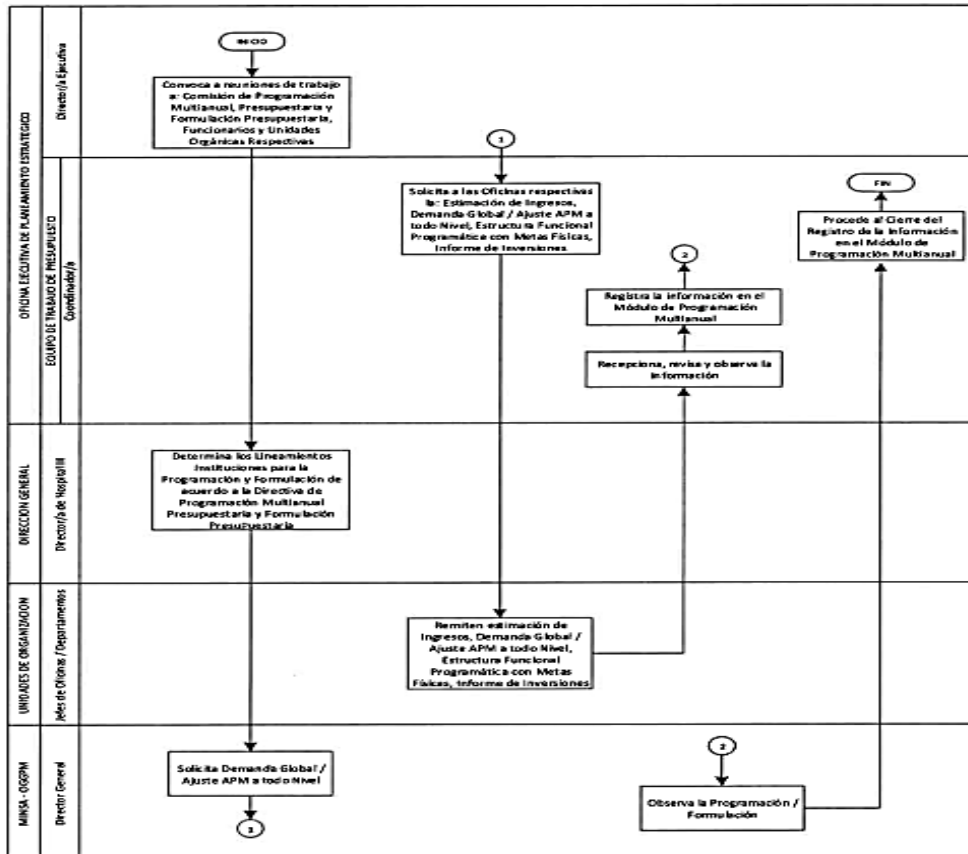 OFICINA EJECUTIVA DE PLANEAMIENTO ESTRATEGICO
Director/a Ejecutiva
INICIO
Convoca a reuniones de trabajo
a: Comisión de Programación
Multianual, Presupuestaria y
Formulación Presupuestaria,
Funcionarios y Unidades
Orgánicas Respectivas
1
EQUIPO DE TRABAJO DE PRESUPUESTO
Coordinador/a
Solicita a las Oficinas respectivas
la: Estimación de Ingresos,
Demanda Global / Ajuste APM a
todo Nivel, Estructura Funcional
Programática con Metas Físicas,
Informe de Inversiones
2
Registra la información en el
Módulo de Programación
Multianual
Recepciona, revisa y observa la
información
FIN
Procede al Cierre del
Registro de la Información
en el Módulo de
Programación Multianual
DIRECCION GENERAL
Director/a de Hospital III
Determina los Lineamientos
Instituciones para la
Programación y Formulación de
acuerdo a la Directiva de
Programación Multianual
Presupuestaria y Formulación
Presupuestaria
UNIDADES DE ORGANIZACION
Jefes de Oficinas / Departamentos
Remiten estimación de
Ingresos, Demanda Global /
Ajuste APM a todo Nivel,
Estructura Funcional
Programática con Metas
Físicas, Informe de Inversiones
MINSA - OGGPM
Director General
Solicita Demanda Global /
Ajuste APM a todo Nivel
1
2
Observa la Programación /
Formulación